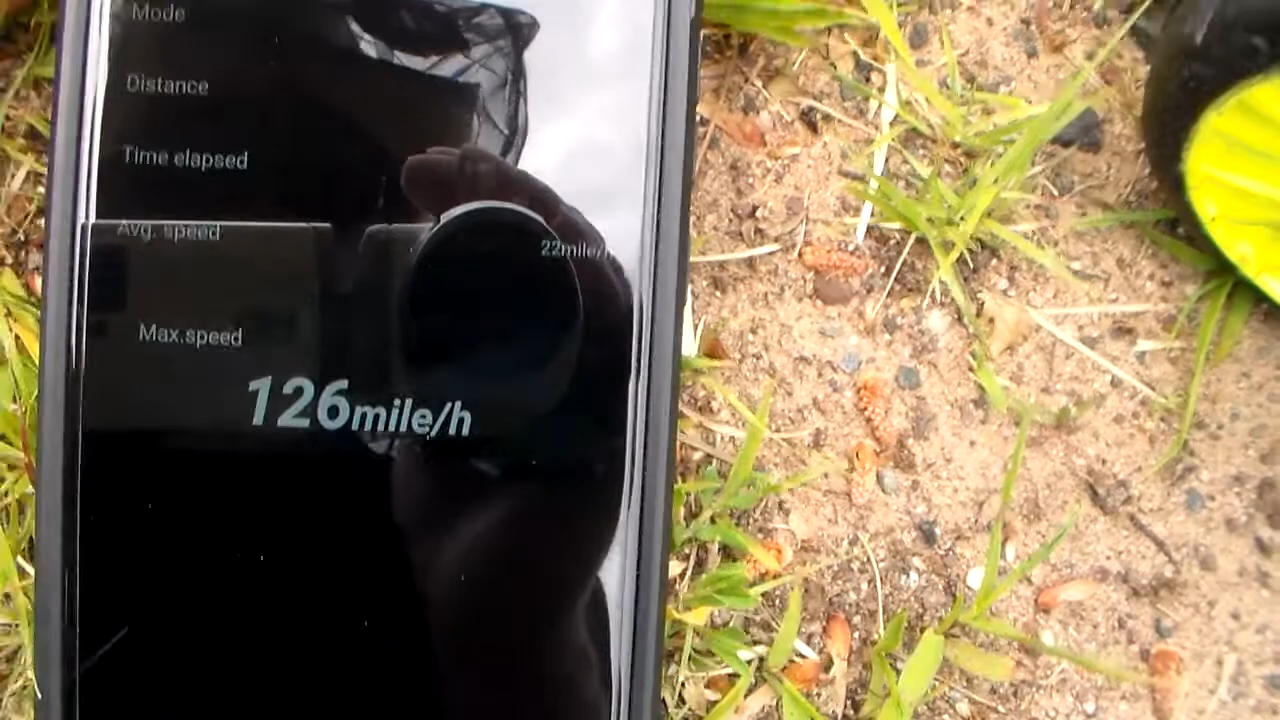 Mode
Distance
Time elapsed
Avg. speed
22mile/h
Max.speed
126mile/h